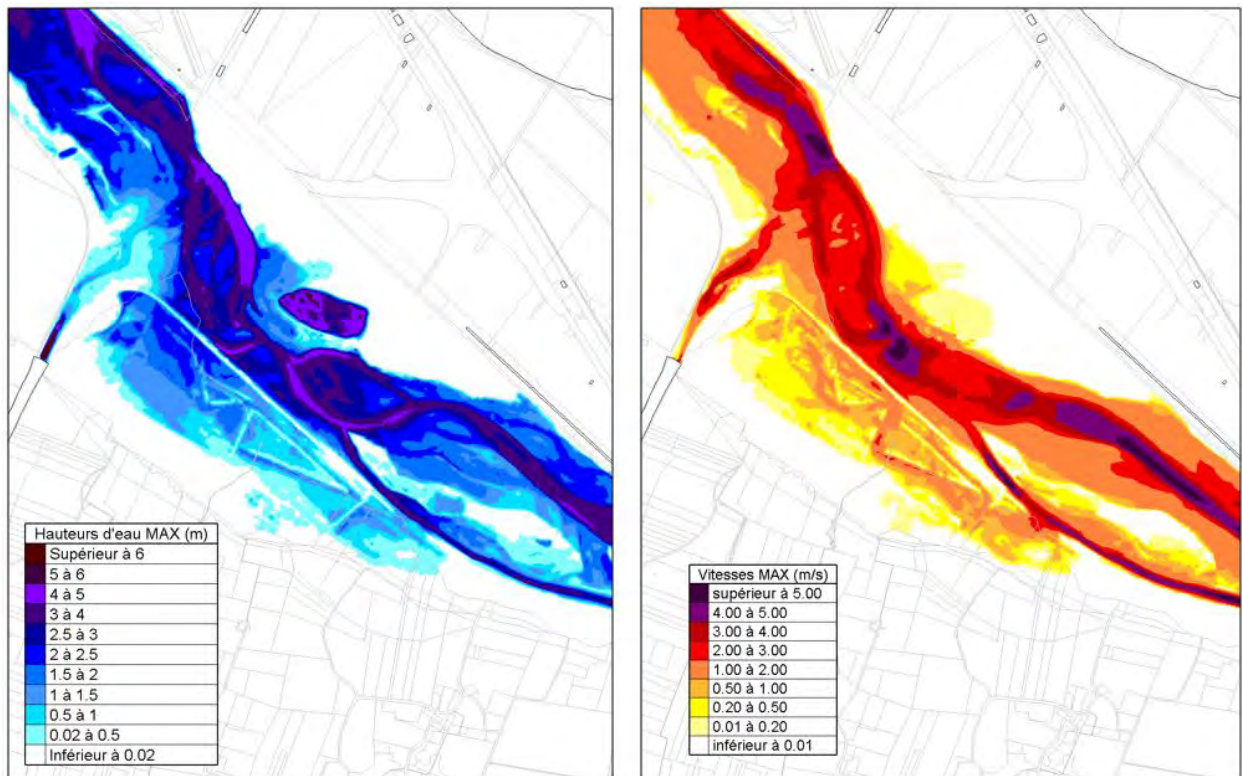 Hauteurs d'eau MAX (m)
Supérieur à 6
5 à 6
4 à 5
3 à 4
2.5 à 3
2 à 2.5
1.5 à 2
1 à 1.5
0.5 à 1
0.02 à 0.5
Inférieur à 0.02
Vitesses MAX (m/s)
supérieur à 5.00
4.00 à 5.00
3.00 à 4.00
2.00 à 3.00
1.00 à 2.00
0.50 à 1.00
0.20 à 0.50
0.01 à 0.20
inférieur à 0.01